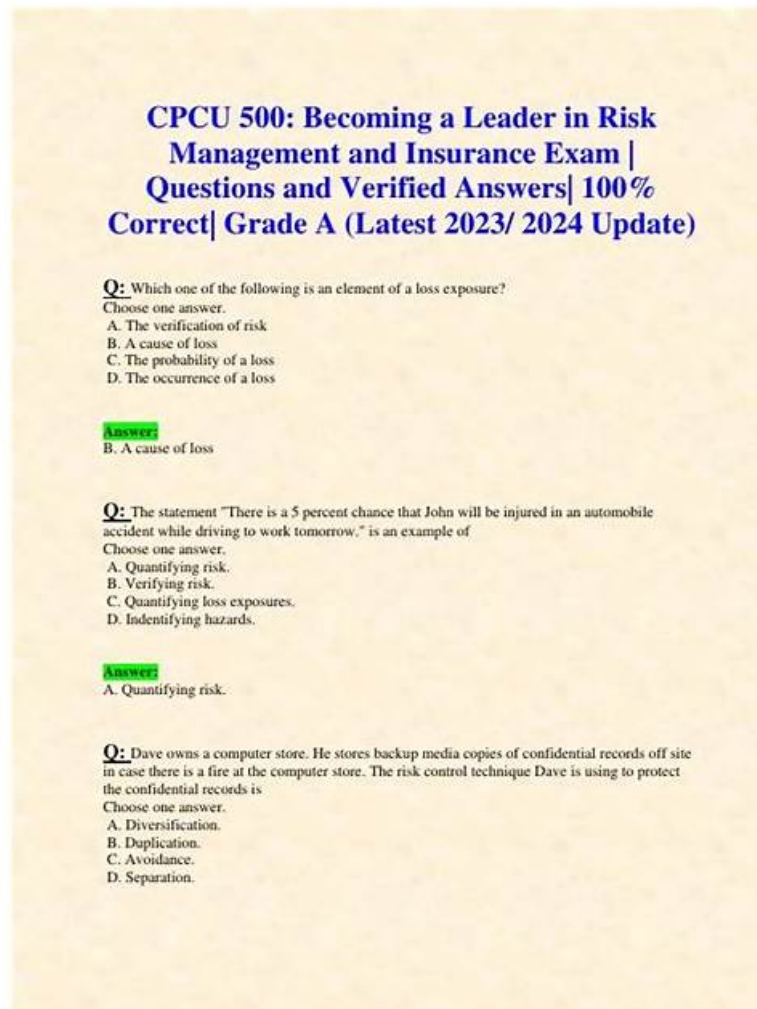 CPCU 500: Becoming a Leader in Risk
Management and Insurance Exam |
Questions and Verified Answers| 100%
Correct| Grade A (Latest 2023/ 2024 Update)
Q: Which one of the following is an element of a loss exposure?
Choose one answer.
A. The verification of risk
B. A cause of loss
C. The probability of a loss
D. The occurrence of a loss
Answer:
B. A cause of loss
Q: The statement "There is a 5 percent chance that John will be injured in an automobile
accident while driving to work tomorrow." is an example of
Choose one answer.
A. Quantifying risk.
B. Verifying risk.
C. Quantifying loss exposures.
D. Indentifying hazards.
Answer:
A. Quantifying risk.
Q: Dave owns a computer store. He stores backup media copies of confidential records off site
in case there is a fire at the computer store. The risk control technique Dave is using to protect
the confidential records is
Choose one answer.
A. Diversification.
B. Duplication.
C. Avoidance.
D. Separation.